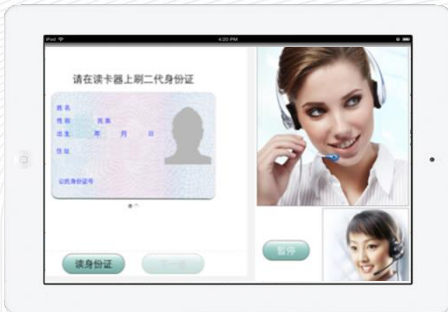 iPad
4:20 PM
请在读卡器上刷二代身份证
姓 名
性 别 民 族
出 生 年 月 日
住 址
公民身份证号
读身份证
下一步
暂停